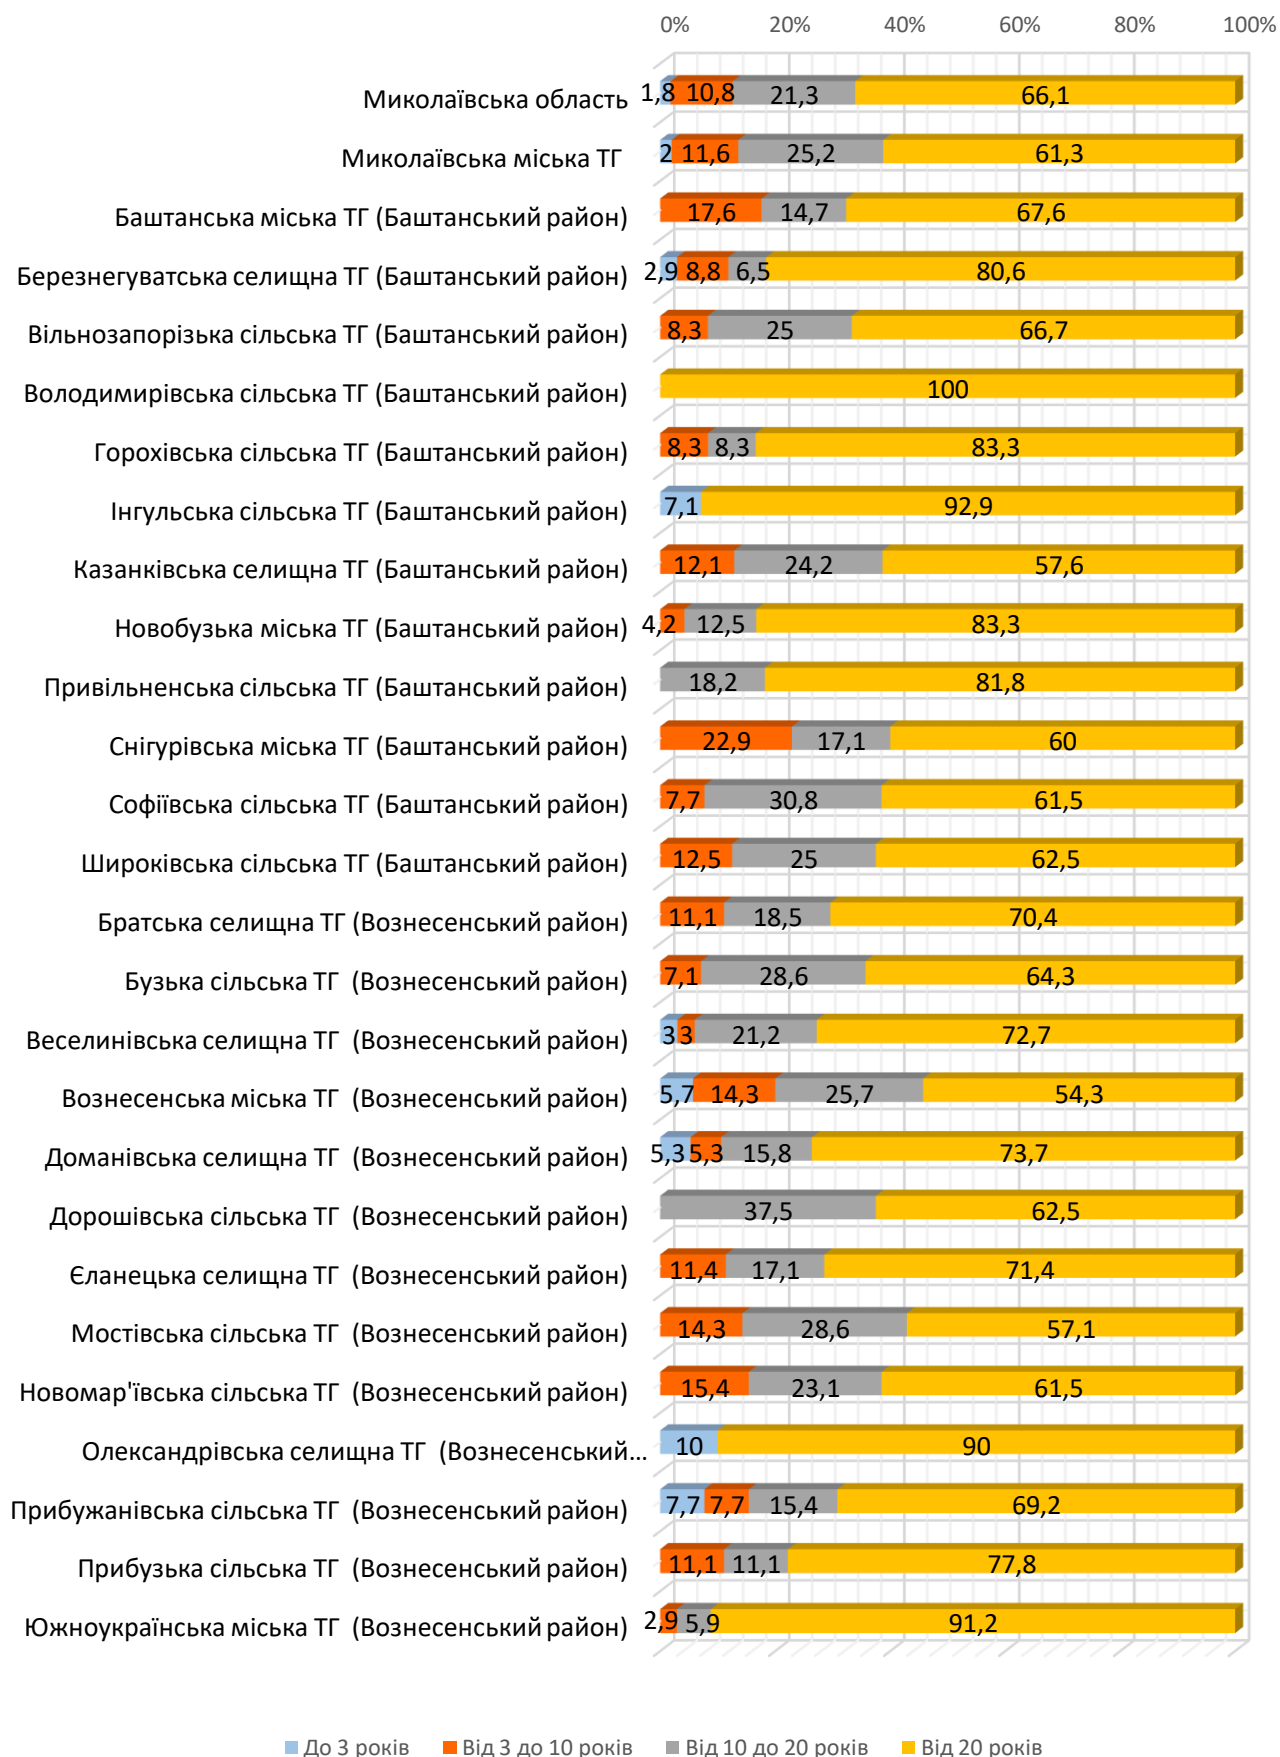 0% 20% 40% 60% 80% 100%
Миколаївська область 1,8 10,8 21,3 66,1
Миколаївська міська ТГ 2 11,6 25,2 61,3
Баштанська міська ТГ (Баштанський район) 17,6 14,7 67,6
Березнегуватська селищна ТГ (Баштанський район) 2,9 8,8 6,5 80,6
Вільнозапорізька сільська ТГ (Баштанський район) 8,3 25 66,7
Володимирівська сільська ТГ (Баштанський район) 100
Горохівська сільська ТГ (Баштанський район) 8,3 8,3 83,3
Інгульська сільська ТГ (Баштанський район) 7,1 92,9
Казанківська селищна ТГ (Баштанський район) 12,1 24,2 57,6
Новобузька міська ТГ (Баштанський район) 4,2 12,5 83,3
Привільненська сільська ТГ (Баштанський район) 18,2 81,8
Снігурівська міська ТГ (Баштанський район) 22,9 17,1 60
Софіївська сільська ТГ (Баштанський район) 7,7 30,8 61,5
Широківська сільська ТГ (Баштанський район) 12,5 25 62,5
Братська селищна ТГ (Вознесенський район) 11,1 18,5 70,4
Бузька сільська ТГ (Вознесенський район) 7,1 28,6 64,3
Веселинівська селищна ТГ (Вознесенський район) 3 3 21,2 72,7
Вознесенська міська ТГ (Вознесенський район) 5,7 14,3 25,7 54,3
Доманівська селищна ТГ (Вознесенський район) 5,3 5,3 15,8 73,7
Дорошівська сільська ТГ (Вознесенський район) 37,5 62,5
Єланецька селищна ТГ (Вознесенський район) 11,4 17,1 71,4
Мостівська сільська ТГ (Вознесенський район) 14,3 28,6 57,1
Новомар'ївська сільська ТГ (Вознесенський район) 15,4 23,1 61,5
Олександрівська селищна ТГ (Вознесенський... 10 90
Прибужанівська сільська ТГ (Вознесенський район) 7,7 7,7 15,4 69,2
Прибузька сільська ТГ (Вознесенський район) 11,1 11,1 77,8
Южноукраїнська міська ТГ (Вознесенський район) 2,9 5,9 91,2
До 3 років Від 3 до 10 років Від 10 до 20 років Від 20 років